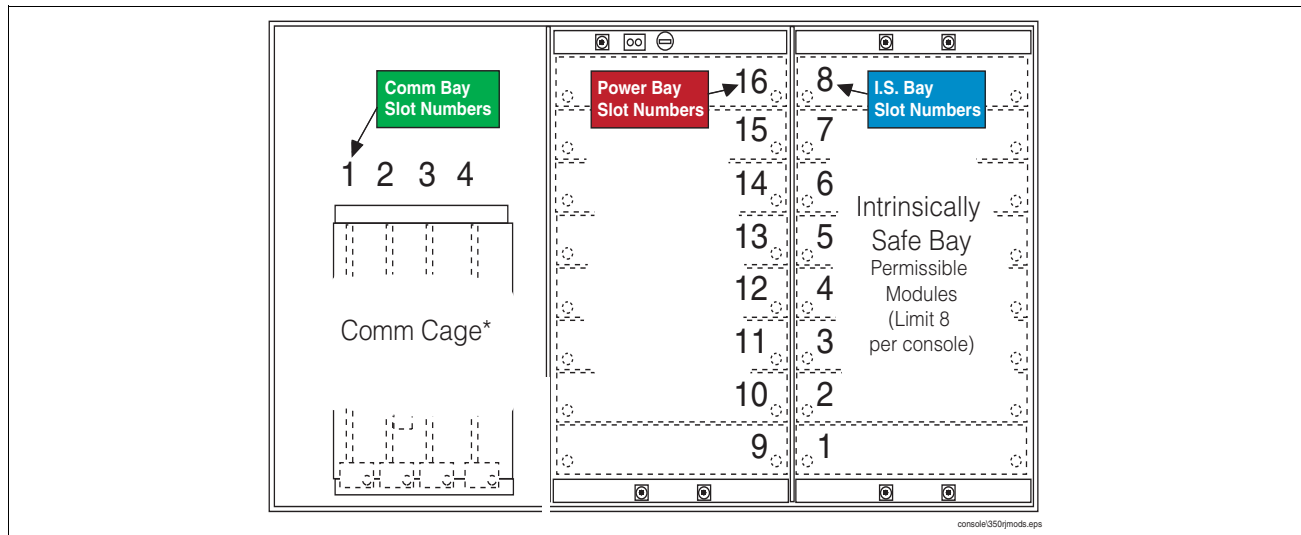 Comm Bay
Slot Numbers
1 2 3 4
Comm Cage*
Power Bay
Slot Numbers
16
15
14
13
12
11
10
9
I.S. Bay
Slot Numbers
8
7
6
5
4
3
2
1
Intrinsically
Safe Bay
Permissible
Modules
(Limit 8
per console)
console\350rjmods.eps